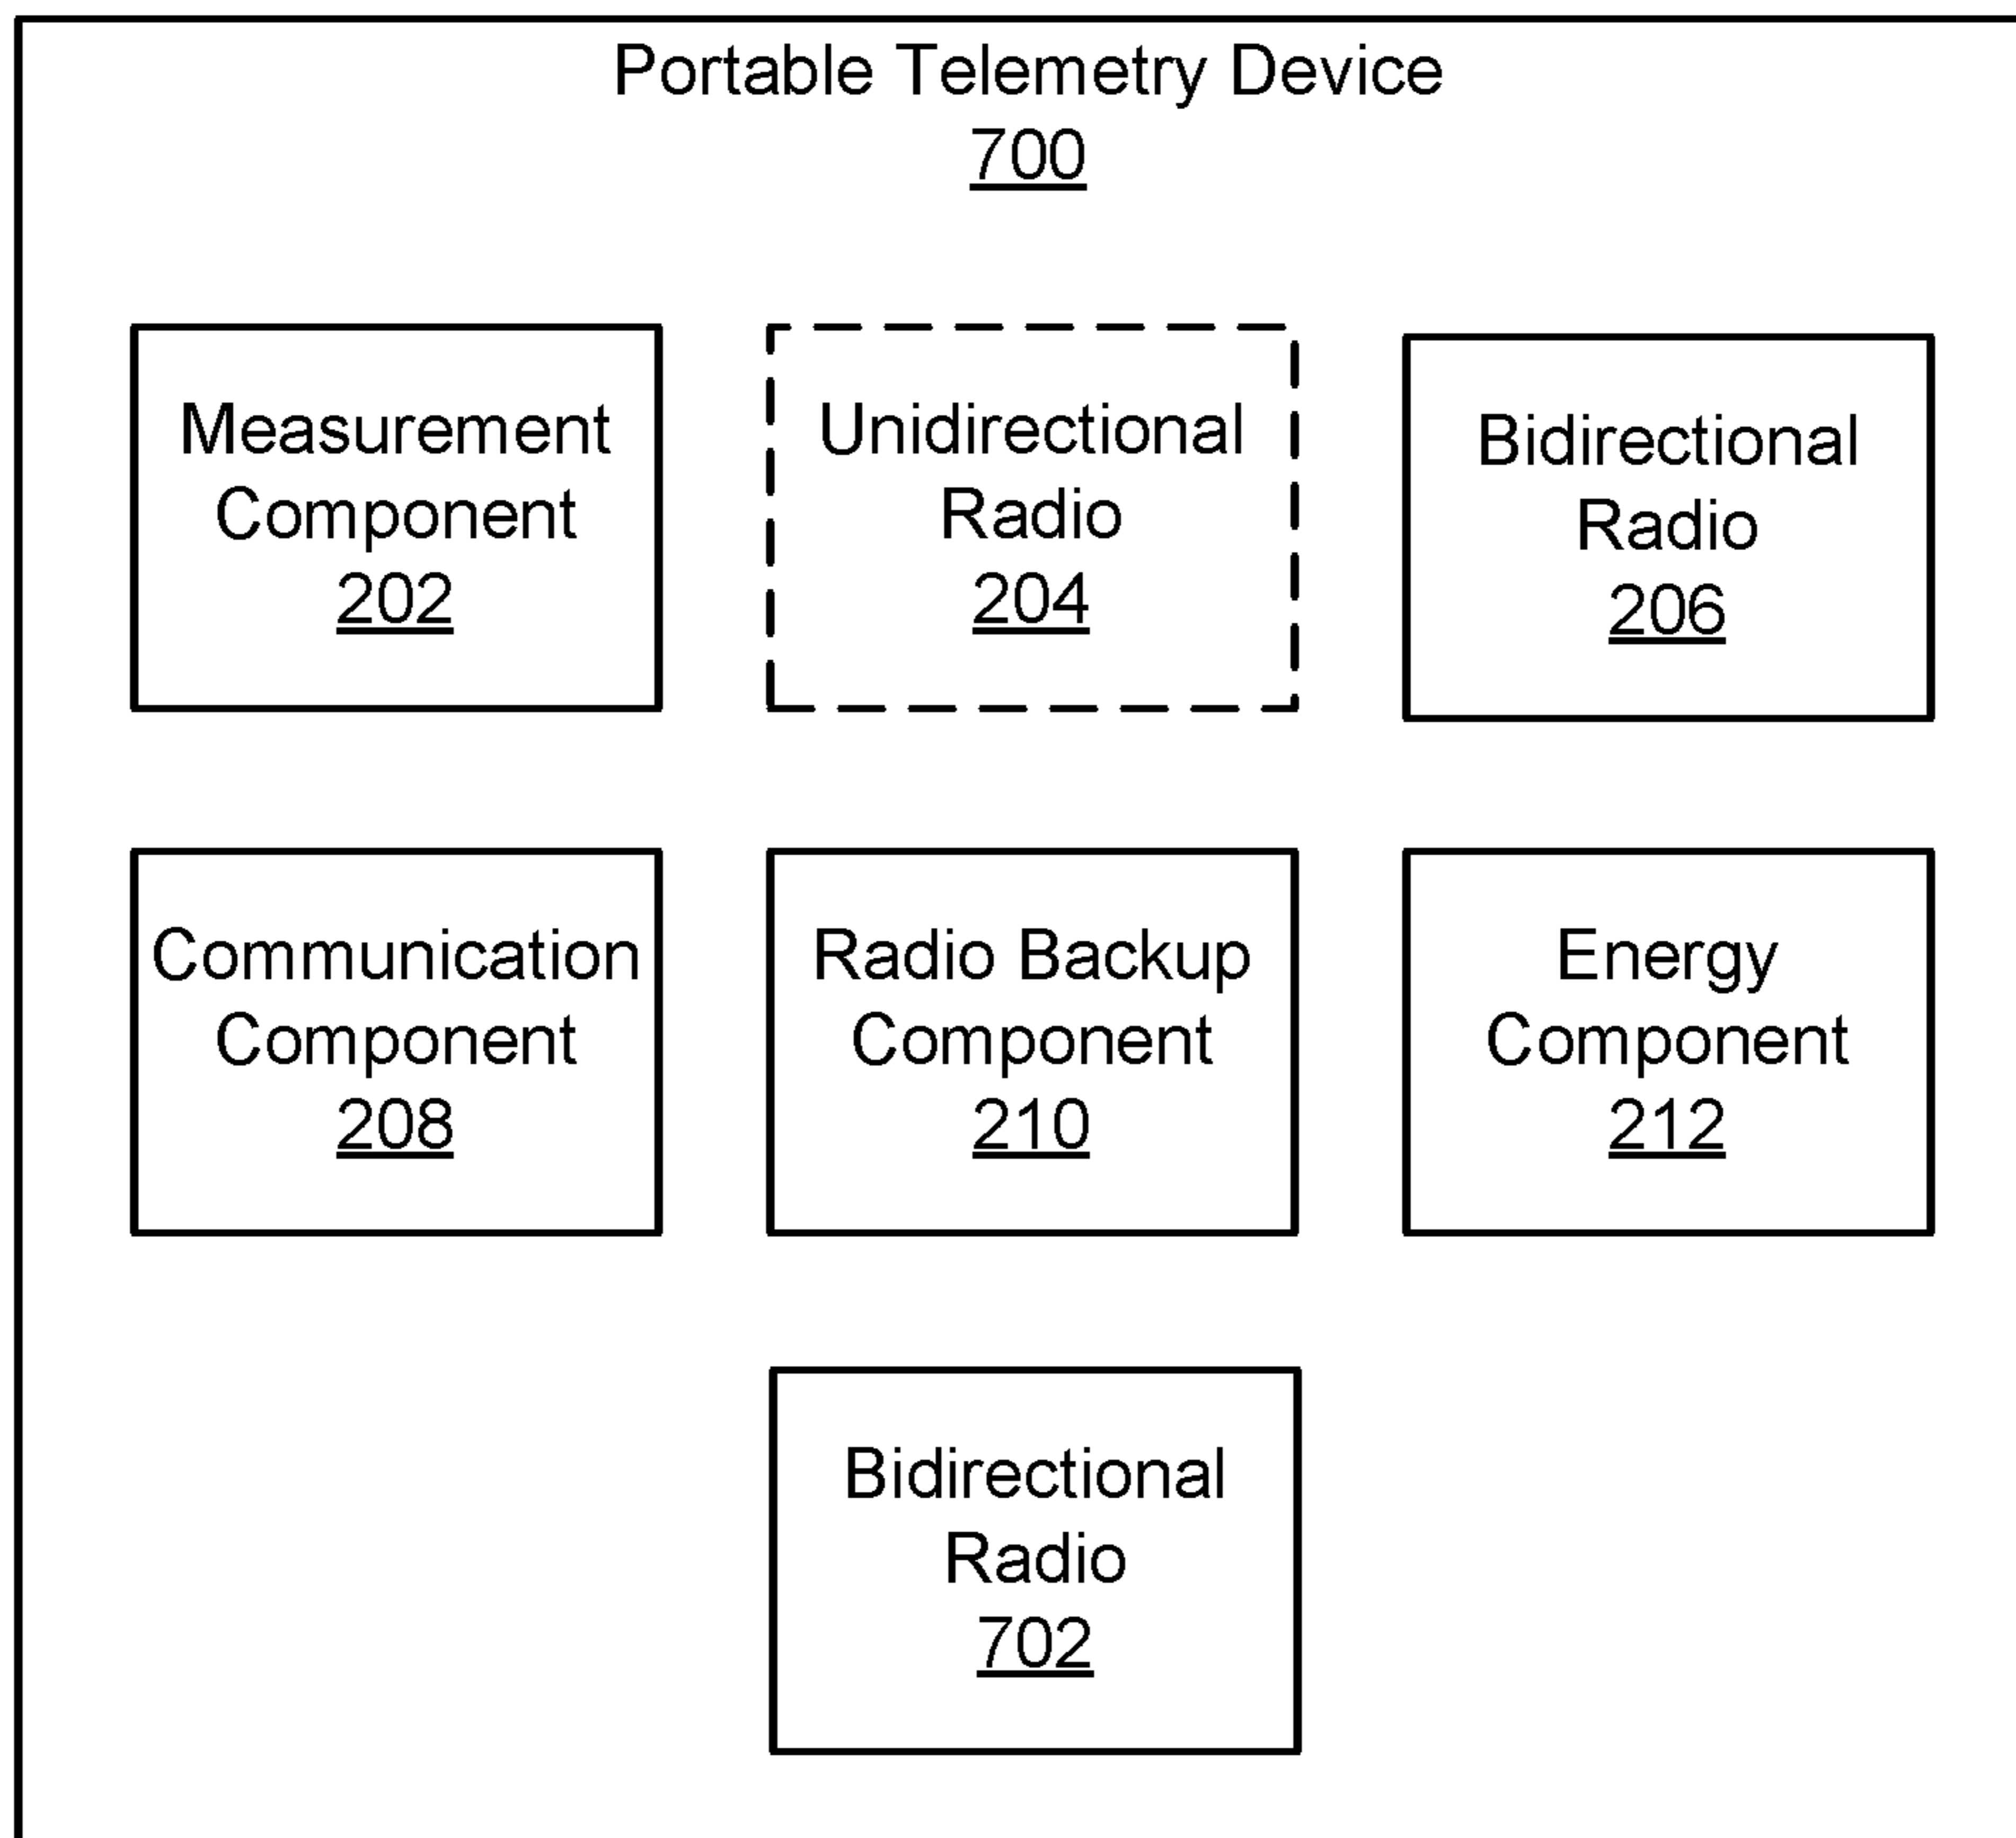 Portable Telemetry Device
700
Measurement
Component
202
Unidirectional
Radio
204
Bidirectional
Radio
206
Communication
Component
208
Radio Backup
Component
210
Energy
Component
212
Bidirectional
Radio
702